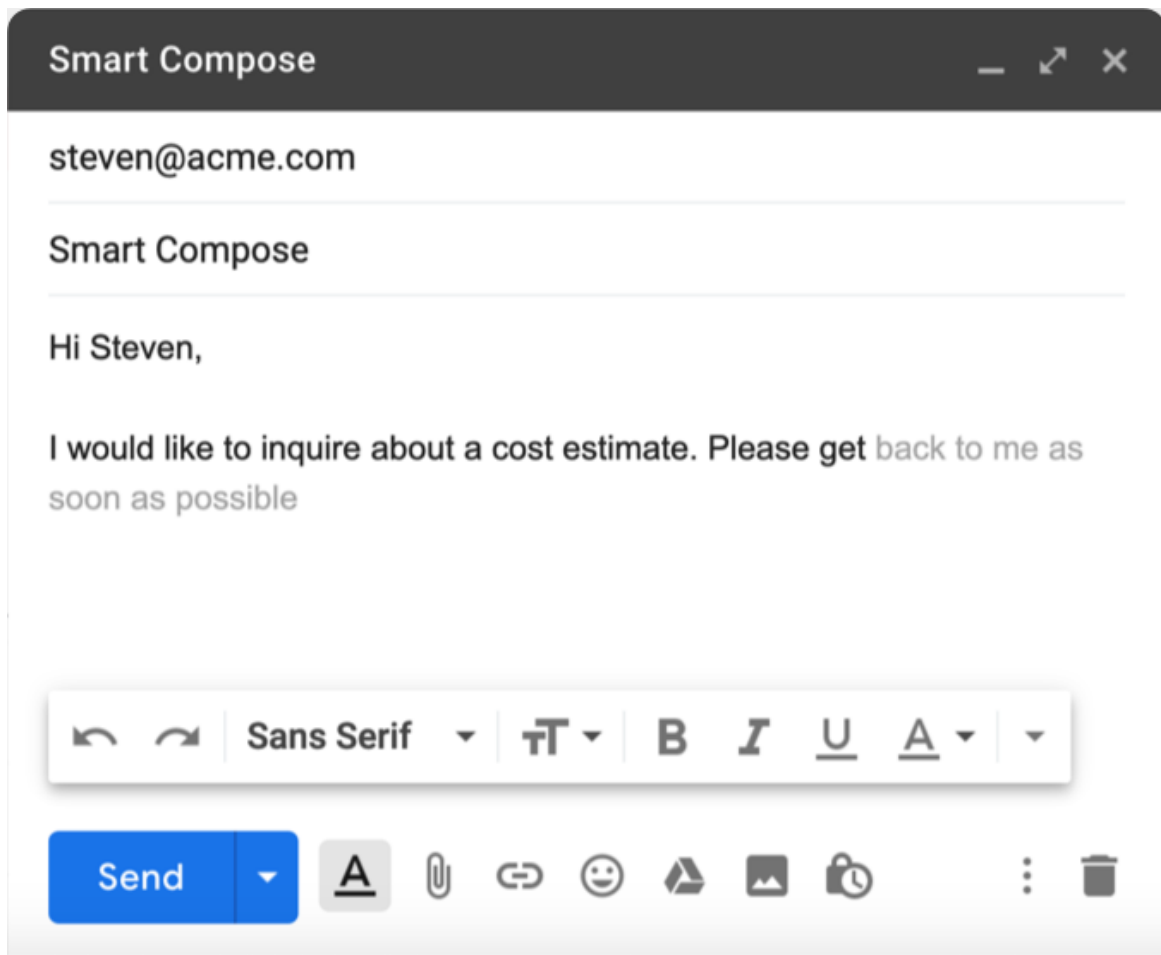 Smart Compose
steven@acme.com
Smart Compose
Hi Steven,
I would like to inquire about a cost estimate. Please get back to me as
soon as possible
Sans Serif
B I U A
Send A